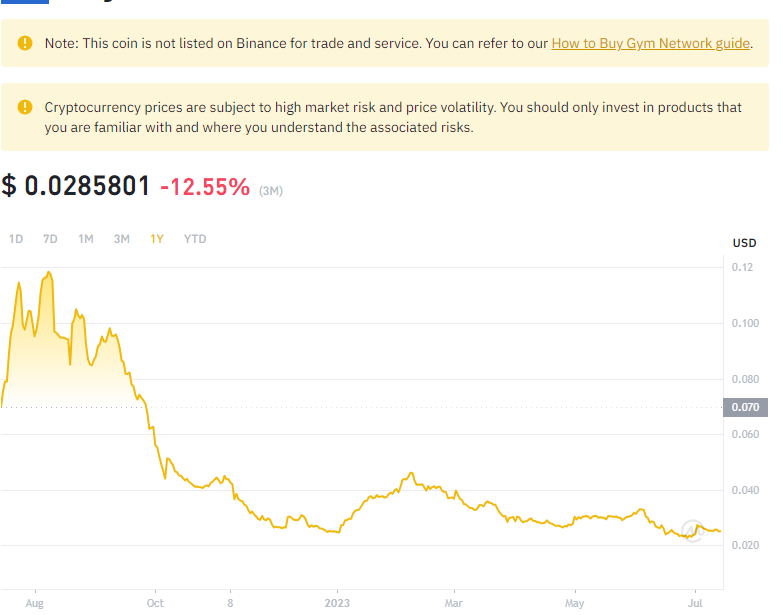 Note: This coin is not listed on Binance for trade and service. You can refer to our How to Buy Gym Network guide.
Cryptocurrency prices are subject to high market risk and price volatility. You should only invest in products that
you are familiar with and where you understand the associated risks.
$ 0.0285801 -12.55% (3M)
1D 7D 1M 3M 1Y YTD
USD
0.12
0.100
0.080
0.070
0.060
0.040
0.020
Aug Oct 8 2023 Mar May Jul